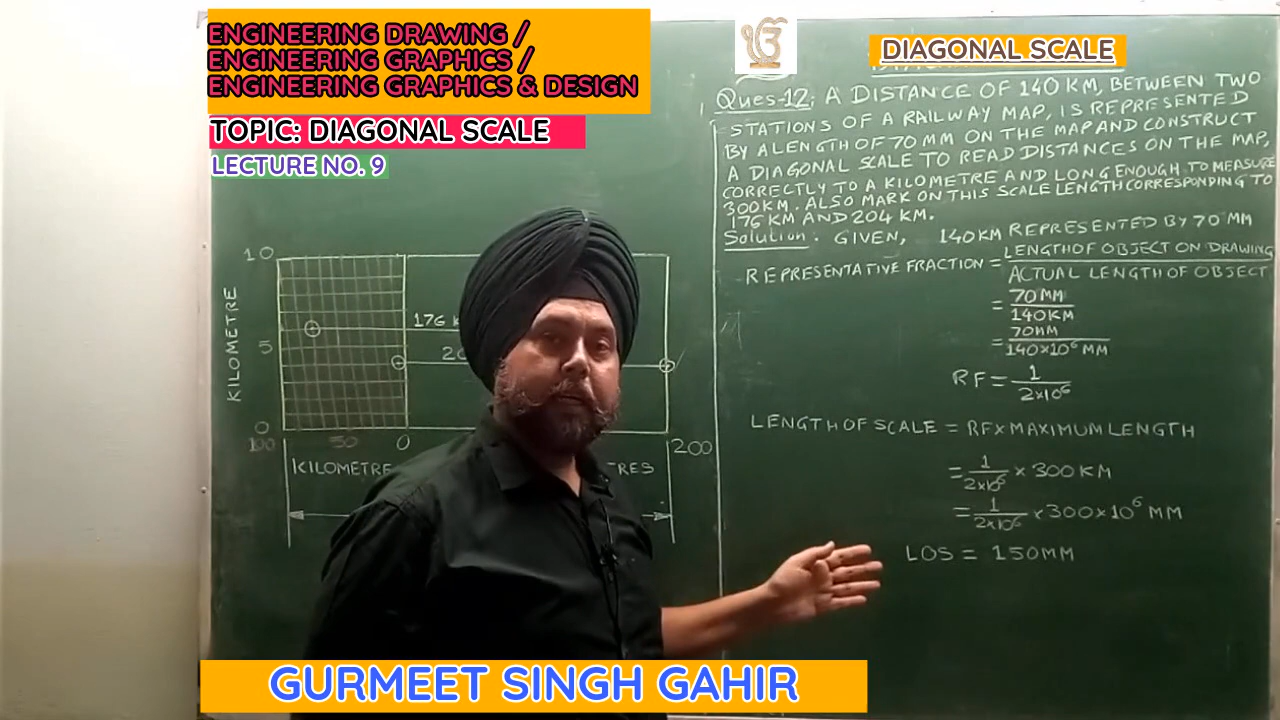 ENGINEERING DRAWING /
ENGINEERING GRAPHICS /
ENGINEERING GRAPHICS & DESIGN
TOPIC: DIAGONAL SCALE
LECTURE NO. 9
ੴ
DIAGONAL SCALE
Ques-12: A DISTANCE OF 140 KM, BETWEEN TWO
STATIONS OF A RAILWAY MAP, IS REPRESENTED
BY A LENGTH OF 70 MM ON THE MAP AND CONSTRUCT
A DIAGONAL SCALE TO READ DISTANCES ON THE MAP,
CORRECTLY TO A KILOMETRE AND LONG ENOUGH TO MEASURE
300KM. ALSO MARK ON THIS SCALE LENGTH CORRESPONDING TO
176 KM AND 204 KM.
Solution: GIVEN, 140KM REPRESENTED BY 70 MM
REPRESENTATIVE FRACTION = LENGTH OF OBJECT ON DRAWING
ACTUAL LENGTH OF OBJECT
= 70 MM
140KM
= 70MM
140×10⁶ MM
RF = 1
2×10⁶
LENGTH OF SCALE = RF×MAXIMUM LENGTH
= 1/2×10⁶ × 300 KM
= 1/2×10⁶ × 300×10⁶ MM
LOS = 150MM
10
KILOMETRE
176
5
0
100 50 0
200
KILOMETRE
GURMEET SINGH GAHIR